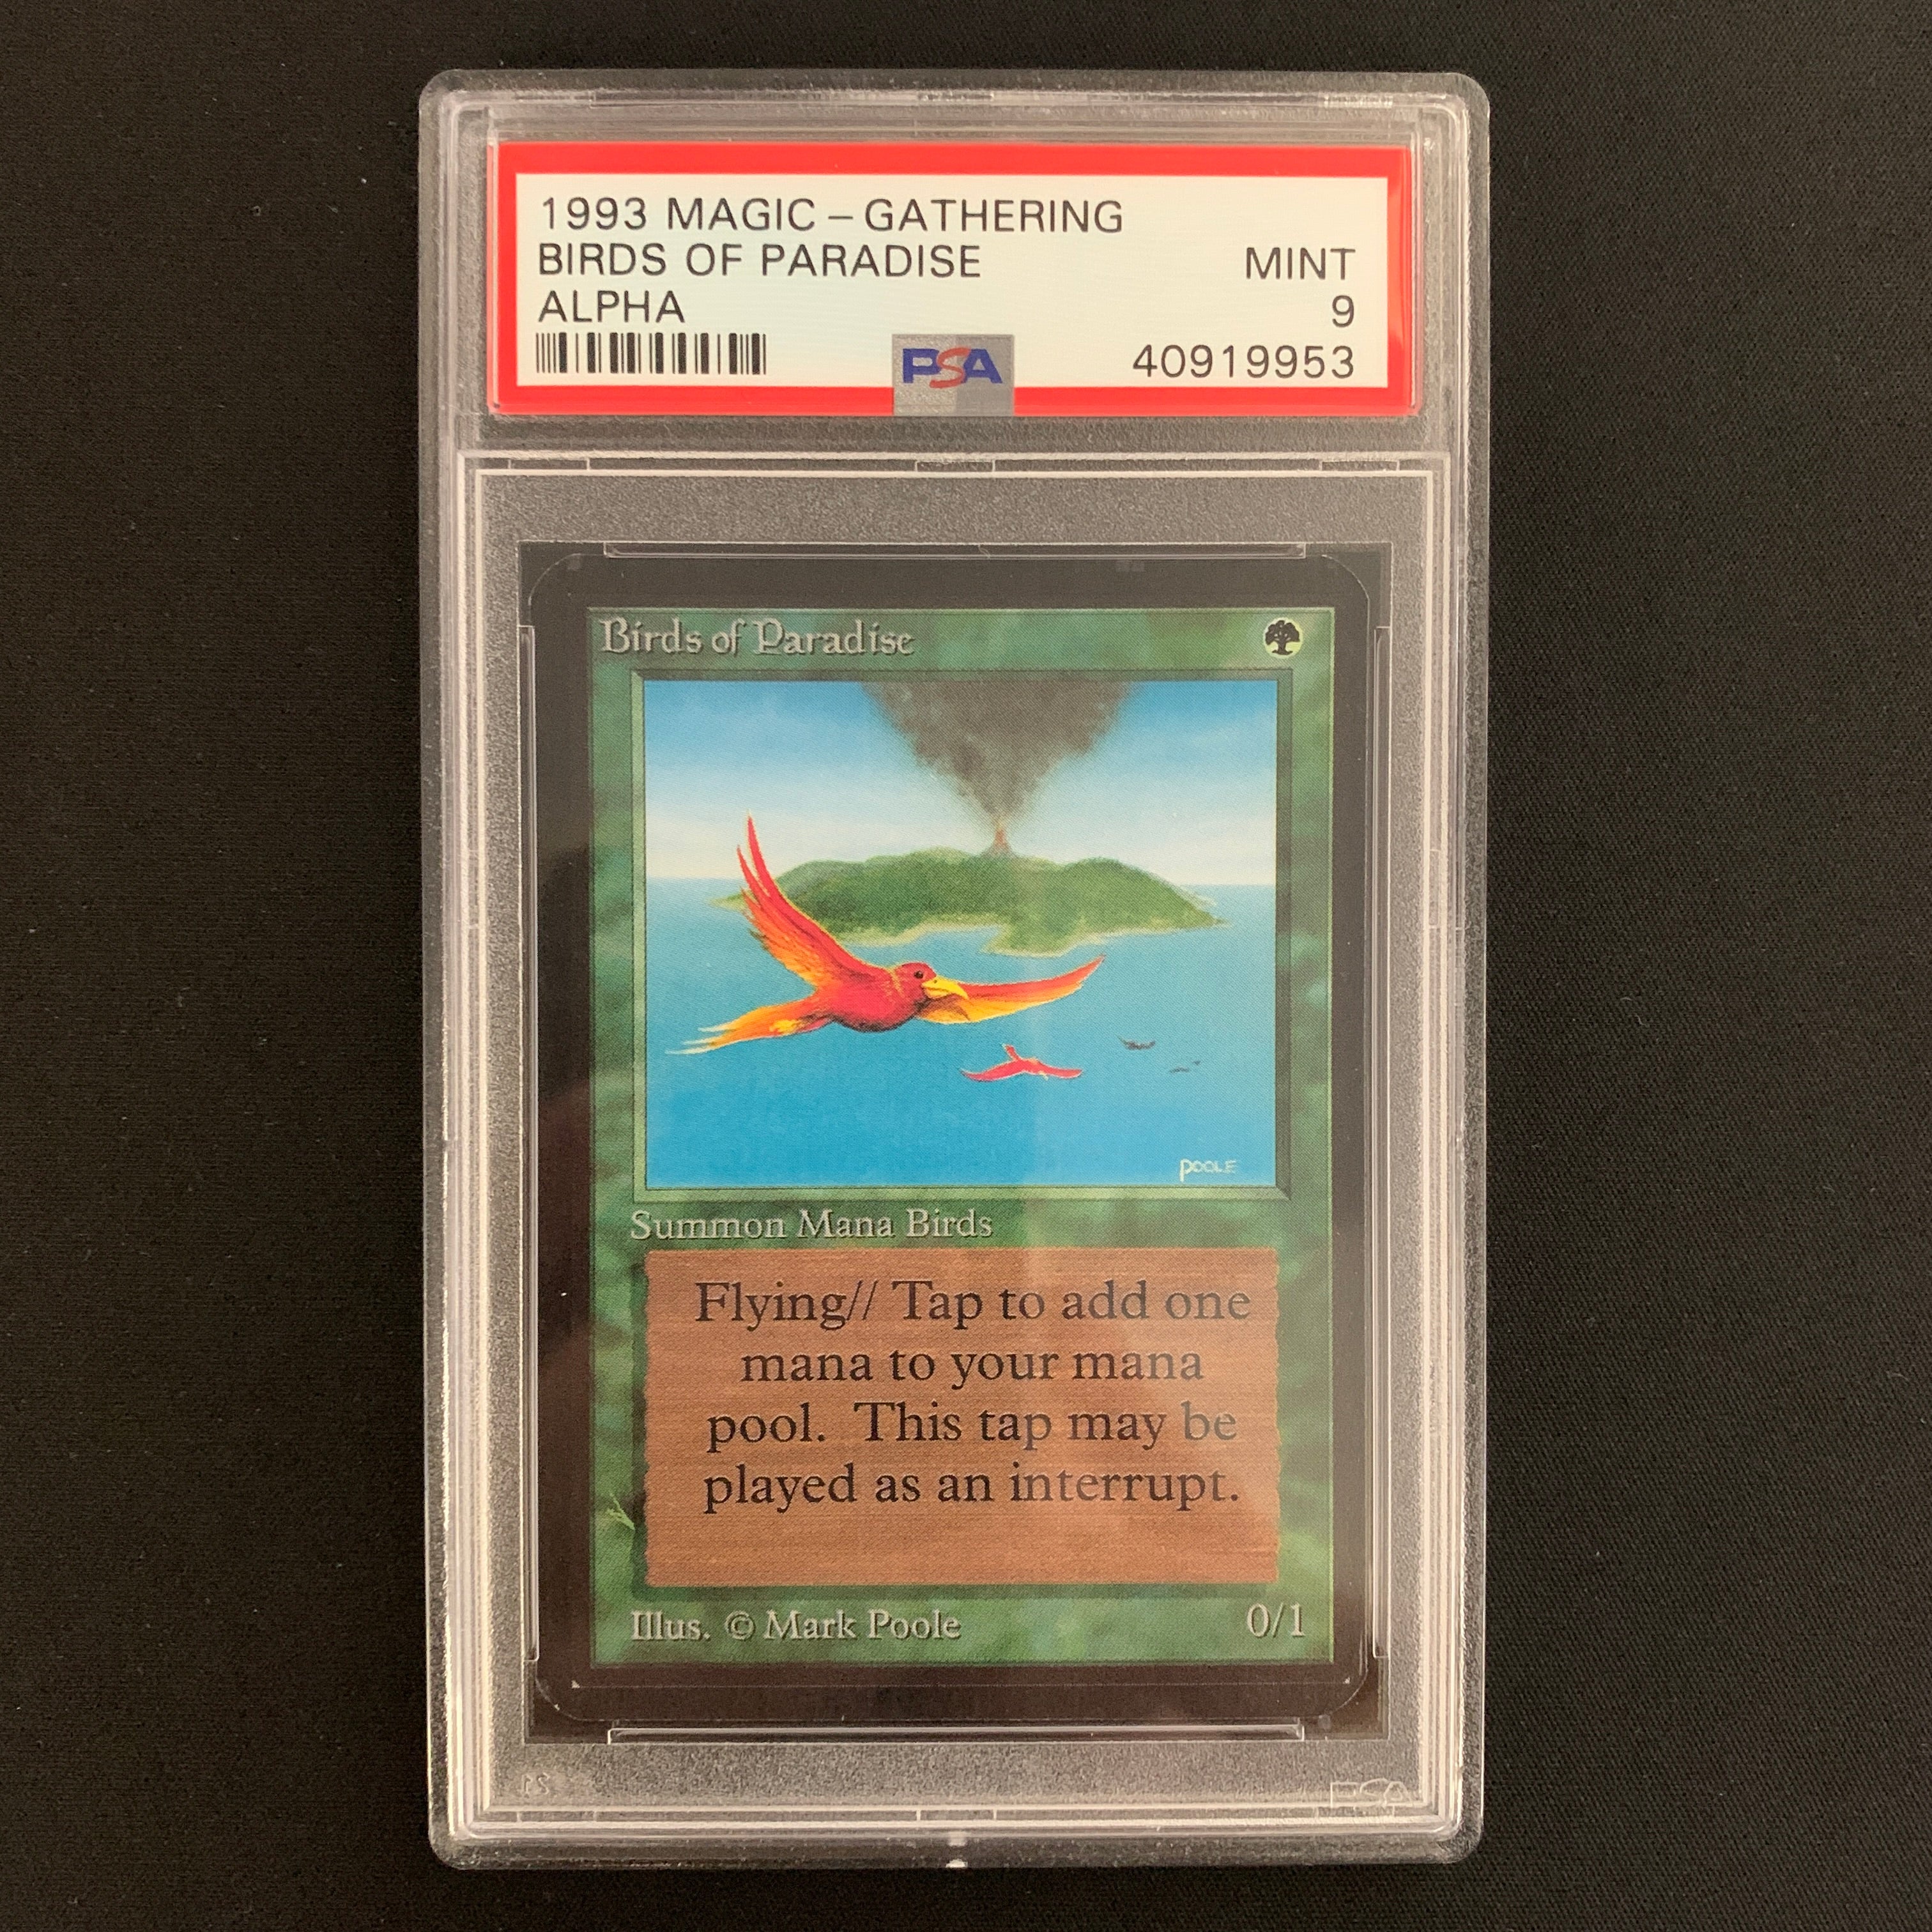 1993 MAGIC – GATHERING
BIRDS OF PARADISE MINT
ALPHA 9
PSA 40919953
Birds of Paradise
POOLE
Summon Mana Birds
Flying// Tap to add one
mana to your mana
pool.  This tap may be
played as an interrupt.
Illus. © Mark Poole 0/1
PSA